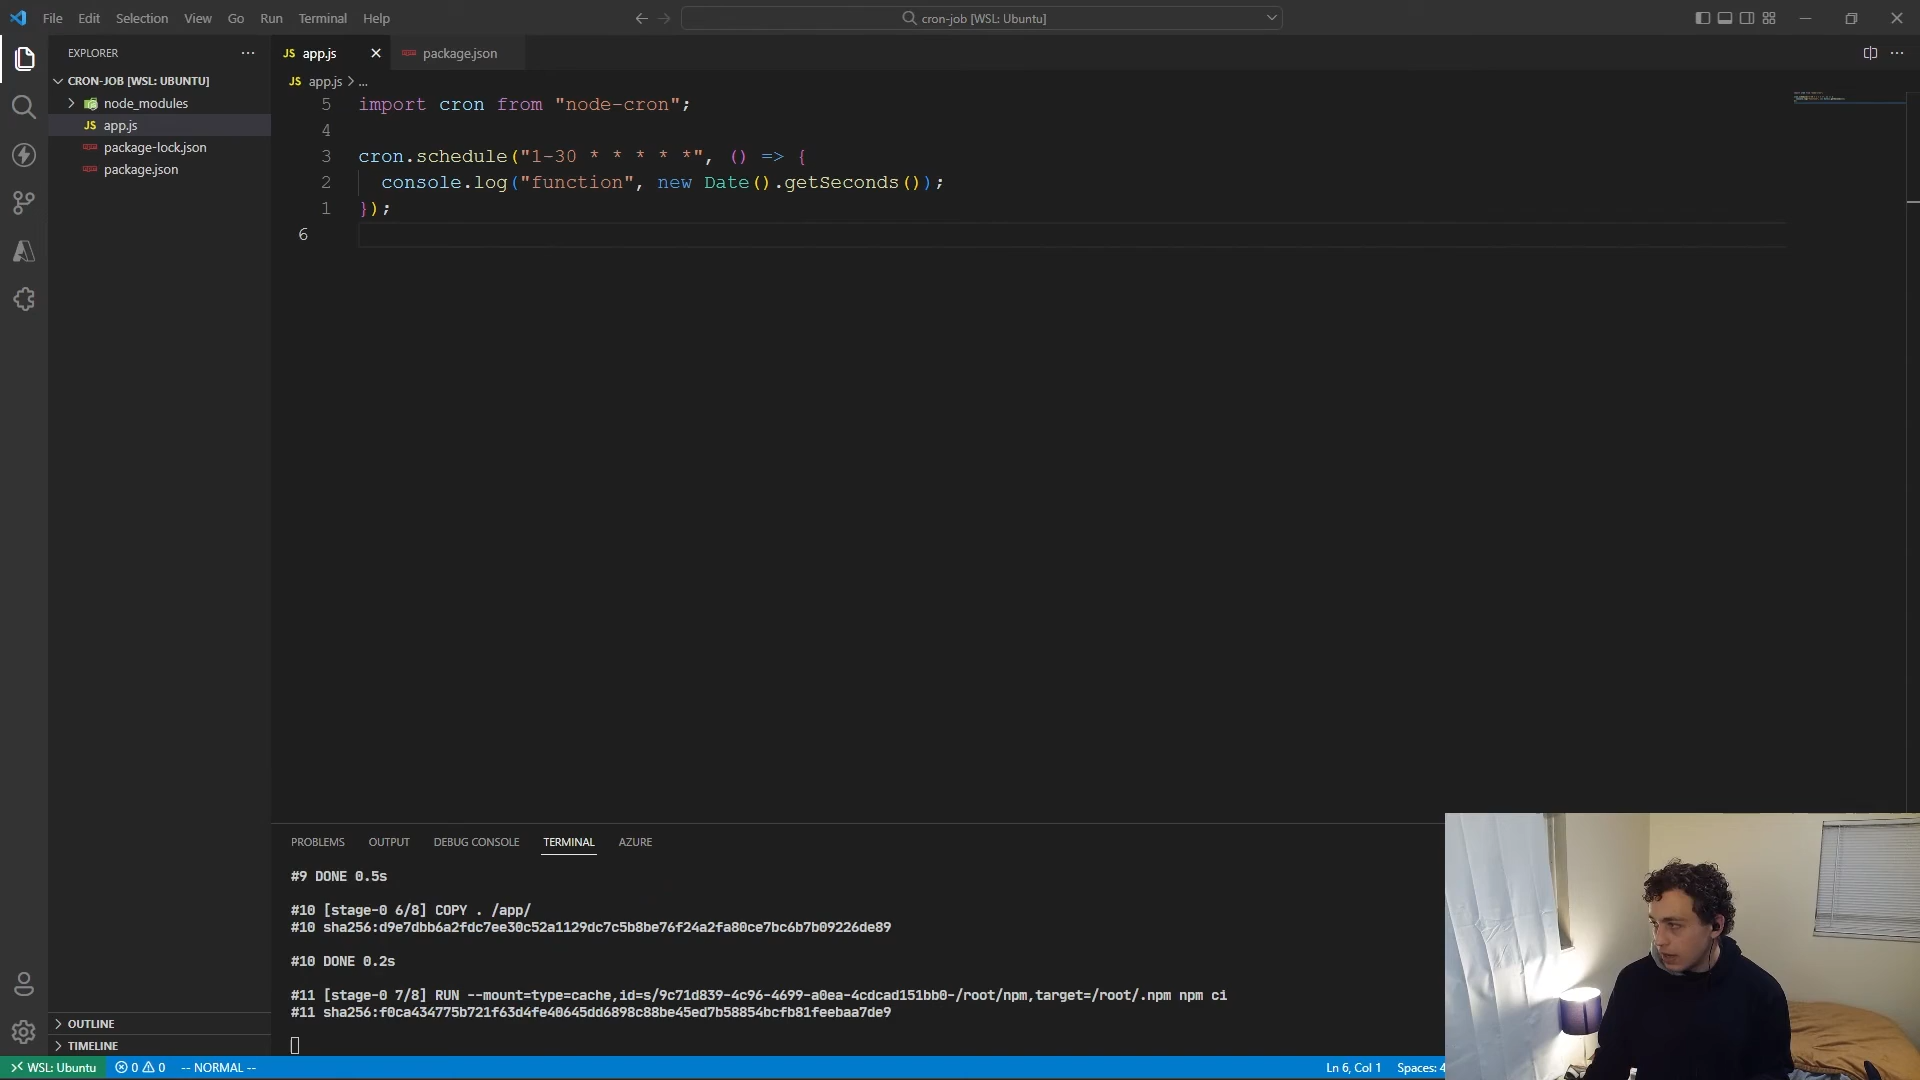 File Edit Selection View Go Run Terminal Help
cron-job [WSL: Ubuntu]
EXPLORER
CRON-JOB [WSL: UBUNTU]
node_modules
JS app.js
package-lock.json
package.json
OUTLINE
TIMELINE
JS app.js
package.json
JS app.js > ...
5 import cron from "node-cron";
4
3 cron.schedule("1-30 * * * * *", () => {
2 console.log("function", new Date().getSeconds());
1 });
6
PROBLEMS OUTPUT DEBUG CONSOLE TERMINAL AZURE
#9 DONE 0.5s
#10 [stage-0 6/8] COPY . /app/
#10 sha256:d9e7dbb6a2fdc7ee30c52a1129dc7c5b8be76f24a2fa80ce7bc6b7b09226de89
#10 DONE 0.2s
#11 [stage-0 7/8] RUN --mount=type=cache,id=s/9c71d839-4c96-4699-a0ea-4cdcad151bb0-/root/npm,target=/root/.npm npm ci
#11 sha256:f0ca434775b721f63d4fe40645dd6898c88be45ed7b58854bcfb81feebaa7de9
WSL: Ubuntu 0 0 -- NORMAL -- Ln 6, Col 1 Spaces: 4